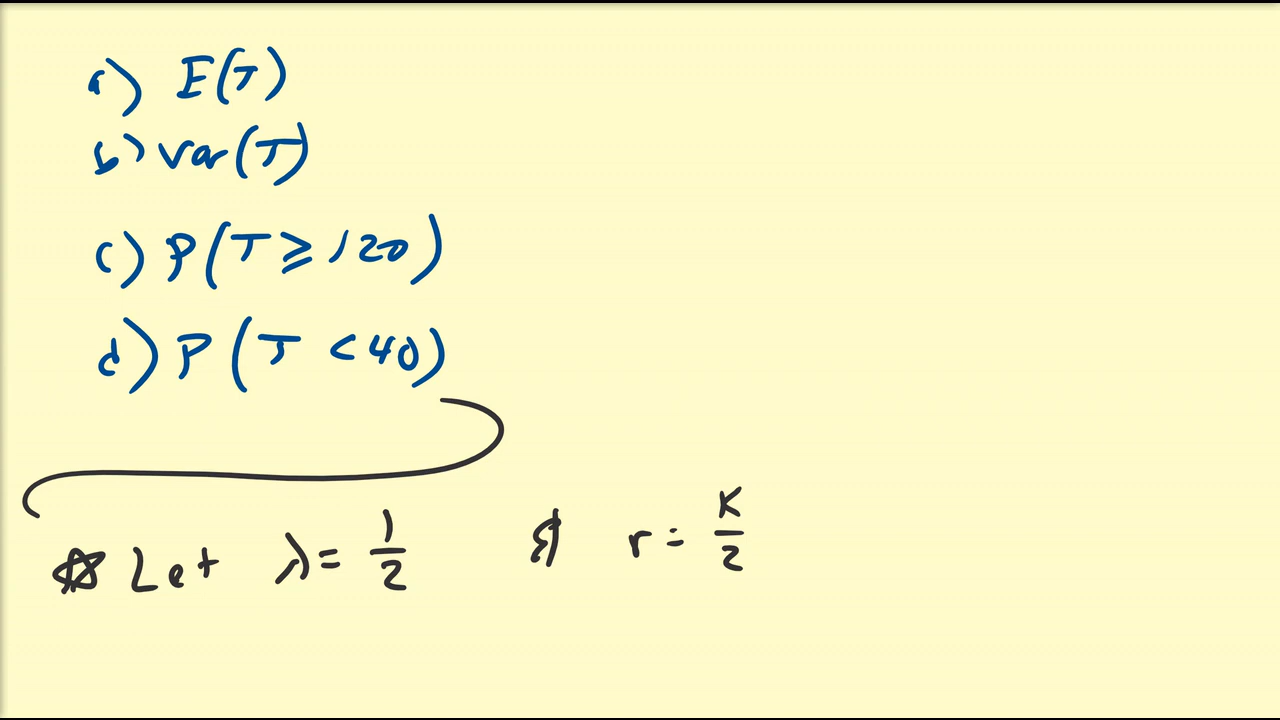 a) E(T)
b) Var(T)
c) P(T ≥ 120)
d) P(T < 40)
☆ Let λ = 1/2 & r = K/2